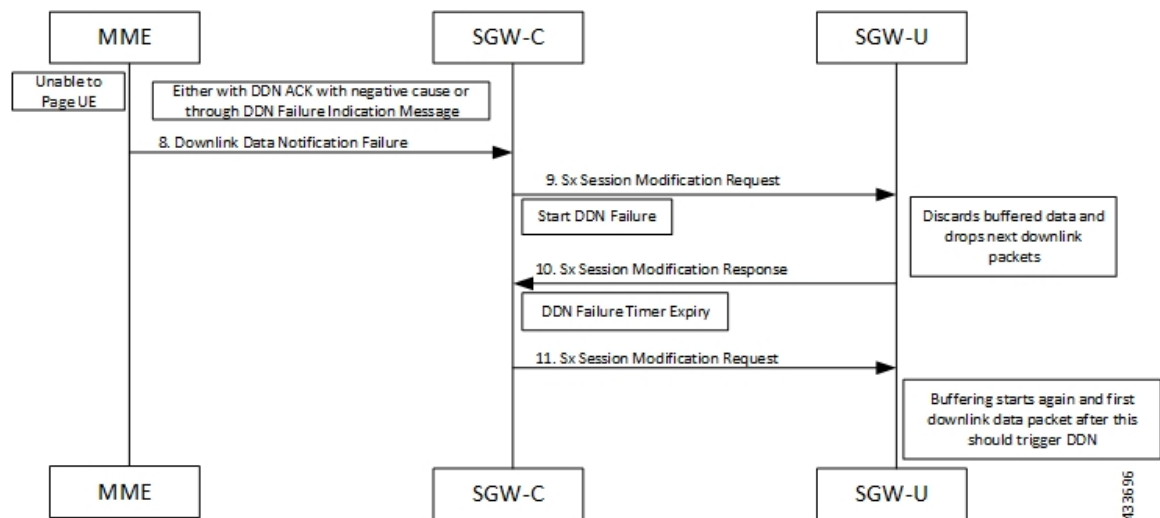 MME
SGW-C
SGW-U
Unable to
Page UE
Either with DDN ACK with negative cause or
through DDN Failure Indication Message
8. Downlink Data Notification Failure
9. Sx Session Modification Request
Start DDN Failure
Discards buffered data and
drops next downlink
packets
10. Sx Session Modification Response
DDN Failure Timer Expiry
11. Sx Session Modification Request
Buffering starts again and first
downlink data packet after this
should trigger DDN
MME
SGW-C
SGW-U
433696